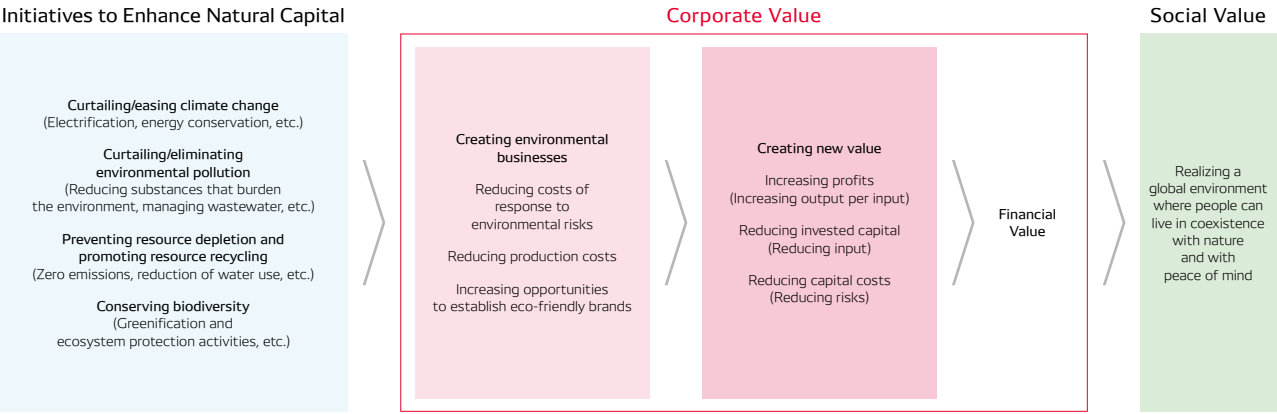 Initiatives to Enhance Natural Capital
Curtailing/easing climate change
(Electrification, energy conservation, etc.)
Curtailing/eliminating
environmental pollution
(Reducing substances that burden
the environment, managing wastewater, etc.)
Preventing resource depletion and
promoting resource recycling
(Zero emissions, reduction of water use, etc.)
Conserving biodiversity
(Greenification and
ecosystem protection activities, etc.)
Corporate Value
Creating environmental
businesses
Reducing costs of
response to
environmental risks
Reducing production costs
Increasing opportunities
to establish eco-friendly brands
Creating new value
Increasing profits
(Increasing output per input)
Reducing invested capital
(Reducing input)
Reducing capital costs
(Reducing risks)
Financial
Value
Social Value
Realizing a
global environment
where people can
live in coexistence
with nature
and with
peace of mind